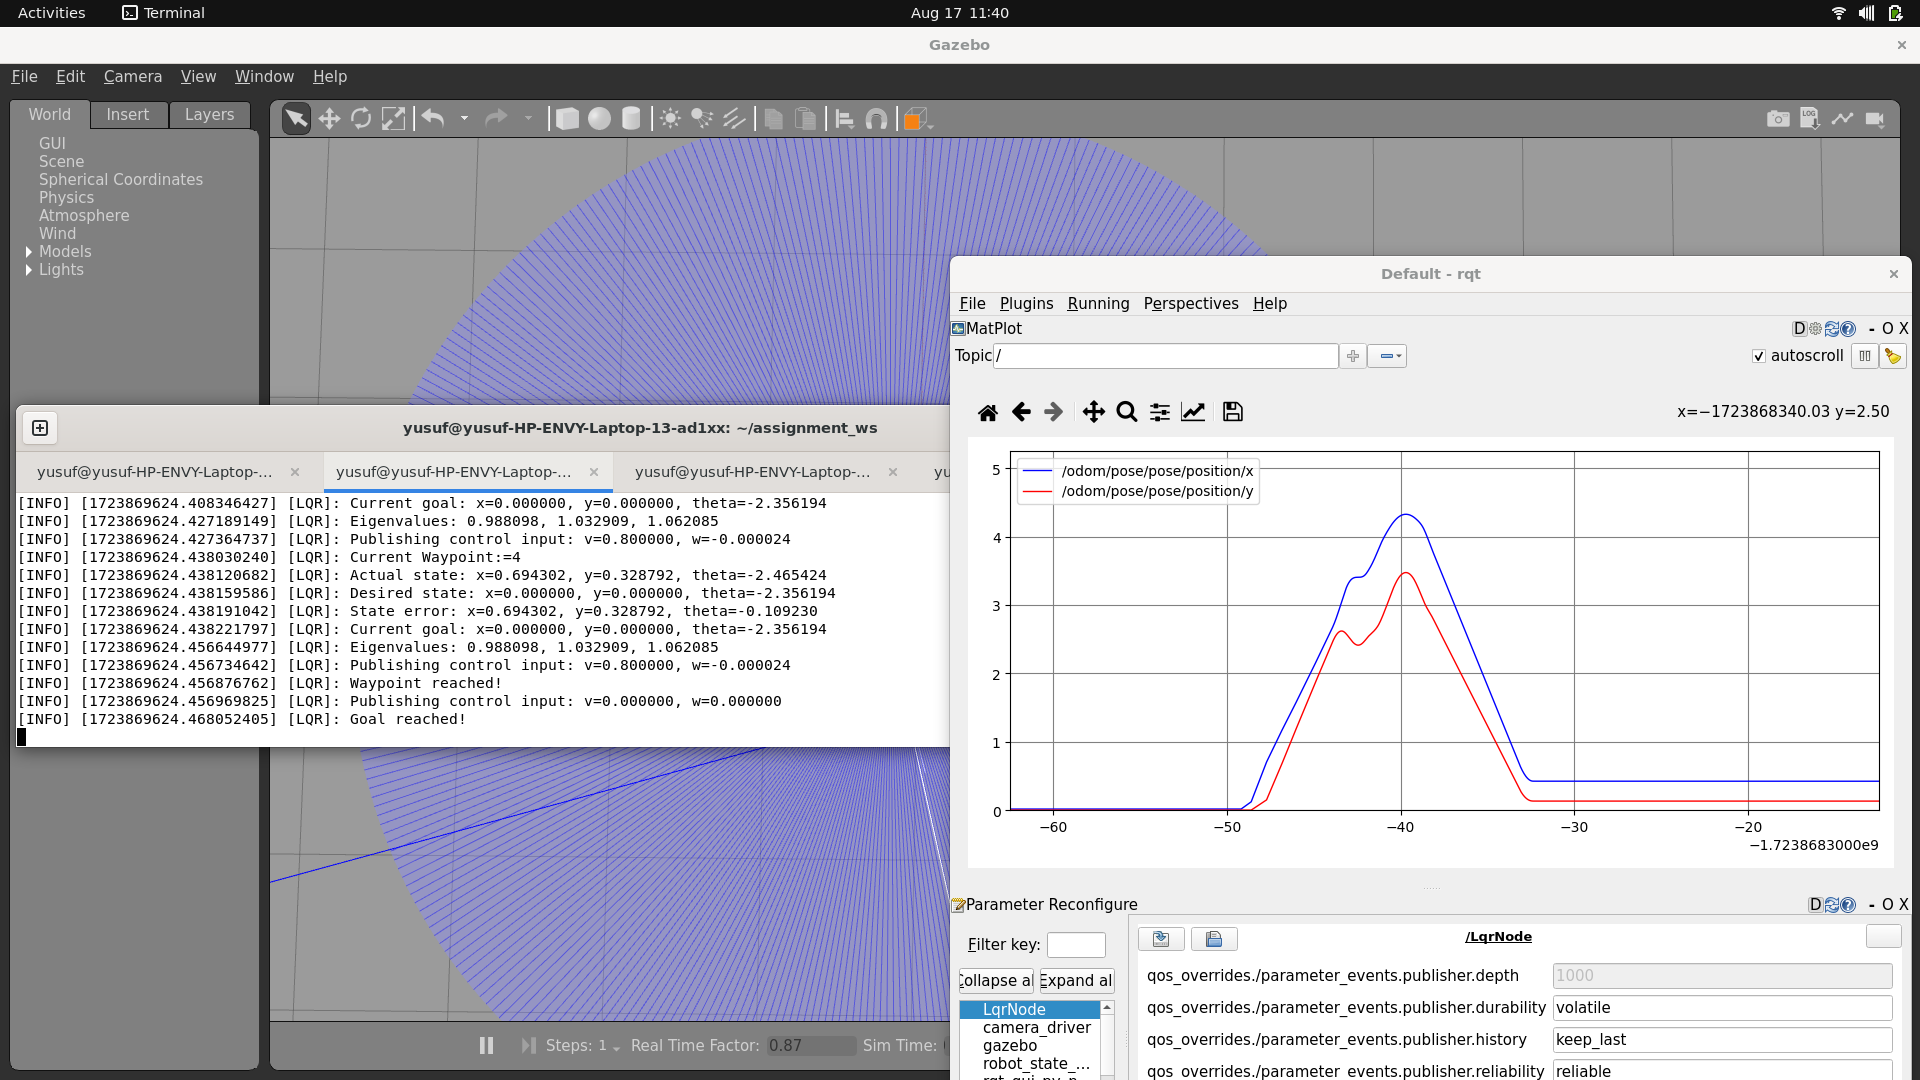 Activities Terminal Aug 17 11:40
Gazebo
File Edit Camera View Window Help
World Insert Layers
GUI
Scene
Spherical Coordinates
Physics
Atmosphere
Wind
Models
Lights
LOG
yusuf@yusuf-HP-ENVY-Laptop-13-ad1xx: ~/assignment_ws
yusuf@yusuf-HP-ENVY-Laptop-... yusuf@yusuf-HP-ENVY-Laptop-... yusuf@yusuf-HP-ENVY-Laptop-... yu
[INFO] [1723869624.408346427] [LQR]: Current goal: x=0.000000, y=0.000000, theta=-2.356194
[INFO] [1723869624.427189149] [LQR]: Eigenvalues: 0.988098, 1.032909, 1.062085
[INFO] [1723869624.427364737] [LQR]: Publishing control input: v=0.800000, w=-0.000024
[INFO] [1723869624.438030240] [LQR]: Current Waypoint:=4
[INFO] [1723869624.438120682] [LQR]: Actual state: x=0.694302, y=0.328792, theta=-2.465424
[INFO] [1723869624.438159586] [LQR]: Desired state: x=0.000000, y=0.000000, theta=-2.356194
[INFO] [1723869624.438191042] [LQR]: State error: x=0.694302, y=0.328792, theta=-0.109230
[INFO] [1723869624.438221797] [LQR]: Current goal: x=0.000000, y=0.000000, theta=-2.356194
[INFO] [1723869624.456644977] [LQR]: Eigenvalues: 0.988098, 1.032909, 1.062085
[INFO] [1723869624.456734642] [LQR]: Publishing control input: v=0.800000, w=-0.000024
[INFO] [1723869624.456876762] [LQR]: Waypoint reached!
[INFO] [1723869624.456969825] [LQR]: Publishing control input: v=0.000000, w=0.000000
[INFO] [1723869624.468052405] [LQR]: Goal reached!
Steps: 1 Real Time Factor: 0.87 Sim Time:
Default - rqt
File Plugins Running Perspectives Help
MatPlot D - O X
Topic / autoscroll
x=−1723868340.03 y=2.50
/odom/pose/pose/position/x
/odom/pose/pose/position/y
5
4
3
2
1
0
−60 −50 −40 −30 −20
−1.7238683000e9
Parameter Reconfigure D - O X
Filter key:
Collapse al Expand al
LqrNode
camera_driver
gazebo
robot_state_...
rqt_gui_py_n...
/LqrNode
qos_overrides./parameter_events.publisher.depth 1000
qos_overrides./parameter_events.publisher.durability volatile
qos_overrides./parameter_events.publisher.history keep_last
qos_overrides./parameter_events.publisher.reliability reliable